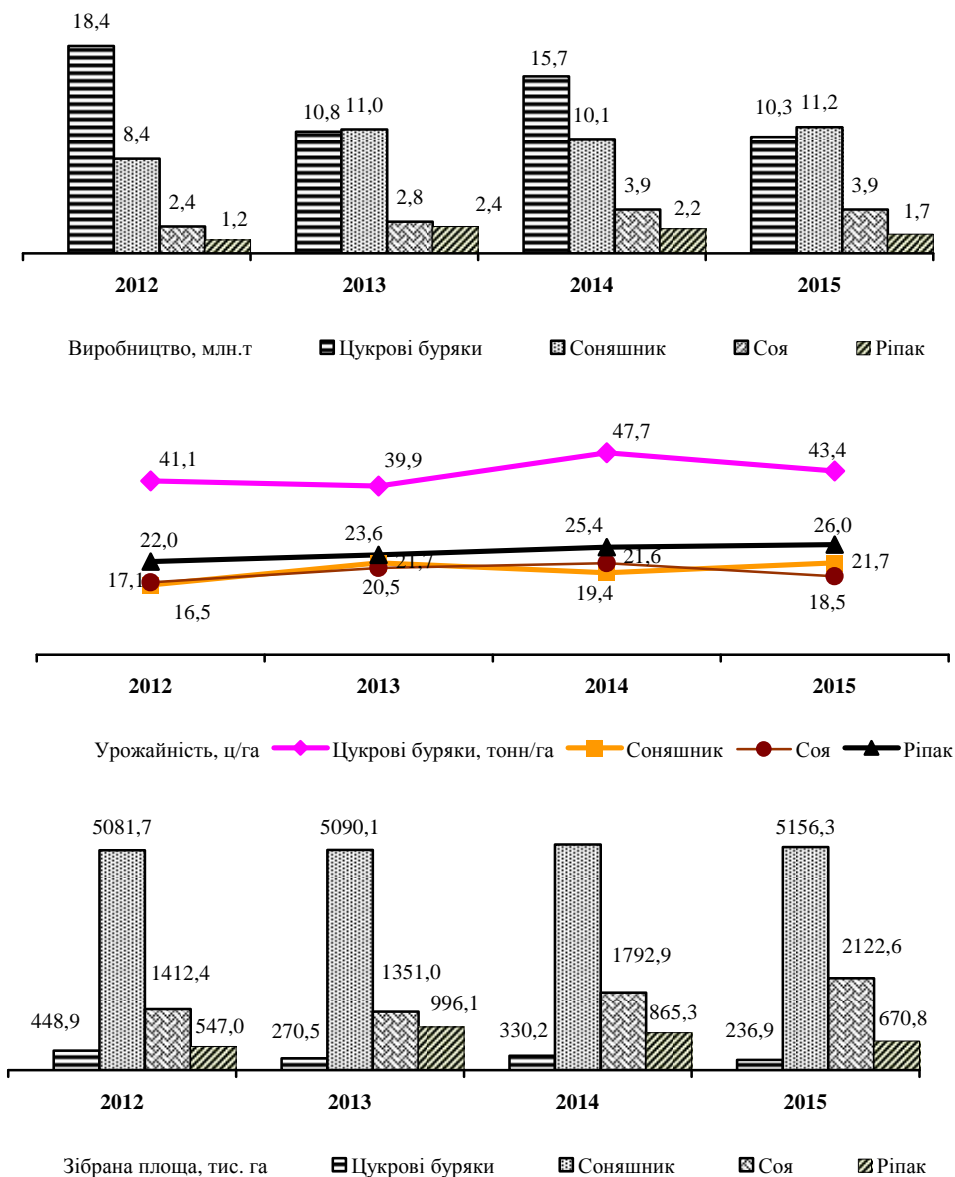 18,4
15,7
10,8 11,0 10,1 10,3 11,2
8,4
2,4 1,2 2,8 2,4 3,9 2,2 3,9 1,7
2012 2013 2014 2015
Виробництво, млн.т Цукрові буряки Соняшник Соя Ріпак
41,1 39,9 47,7 43,4
22,0 23,6 25,4 26,0
17,1 21,7 21,6 21,7
16,5 20,5 19,4 18,5
2012 2013 2014 2015
Урожайність, ц/га Цукрові буряки, тонн/га Соняшник Соя Ріпак
5081,7 5090,1 5156,3
1412,4 1351,0 1792,9 2122,6
448,9 547,0 270,5 996,1 330,2 865,3 236,9 670,8
2012 2013 2014 2015
Зібрана площа, тис. га Цукрові буряки Соняшник Соя Ріпак